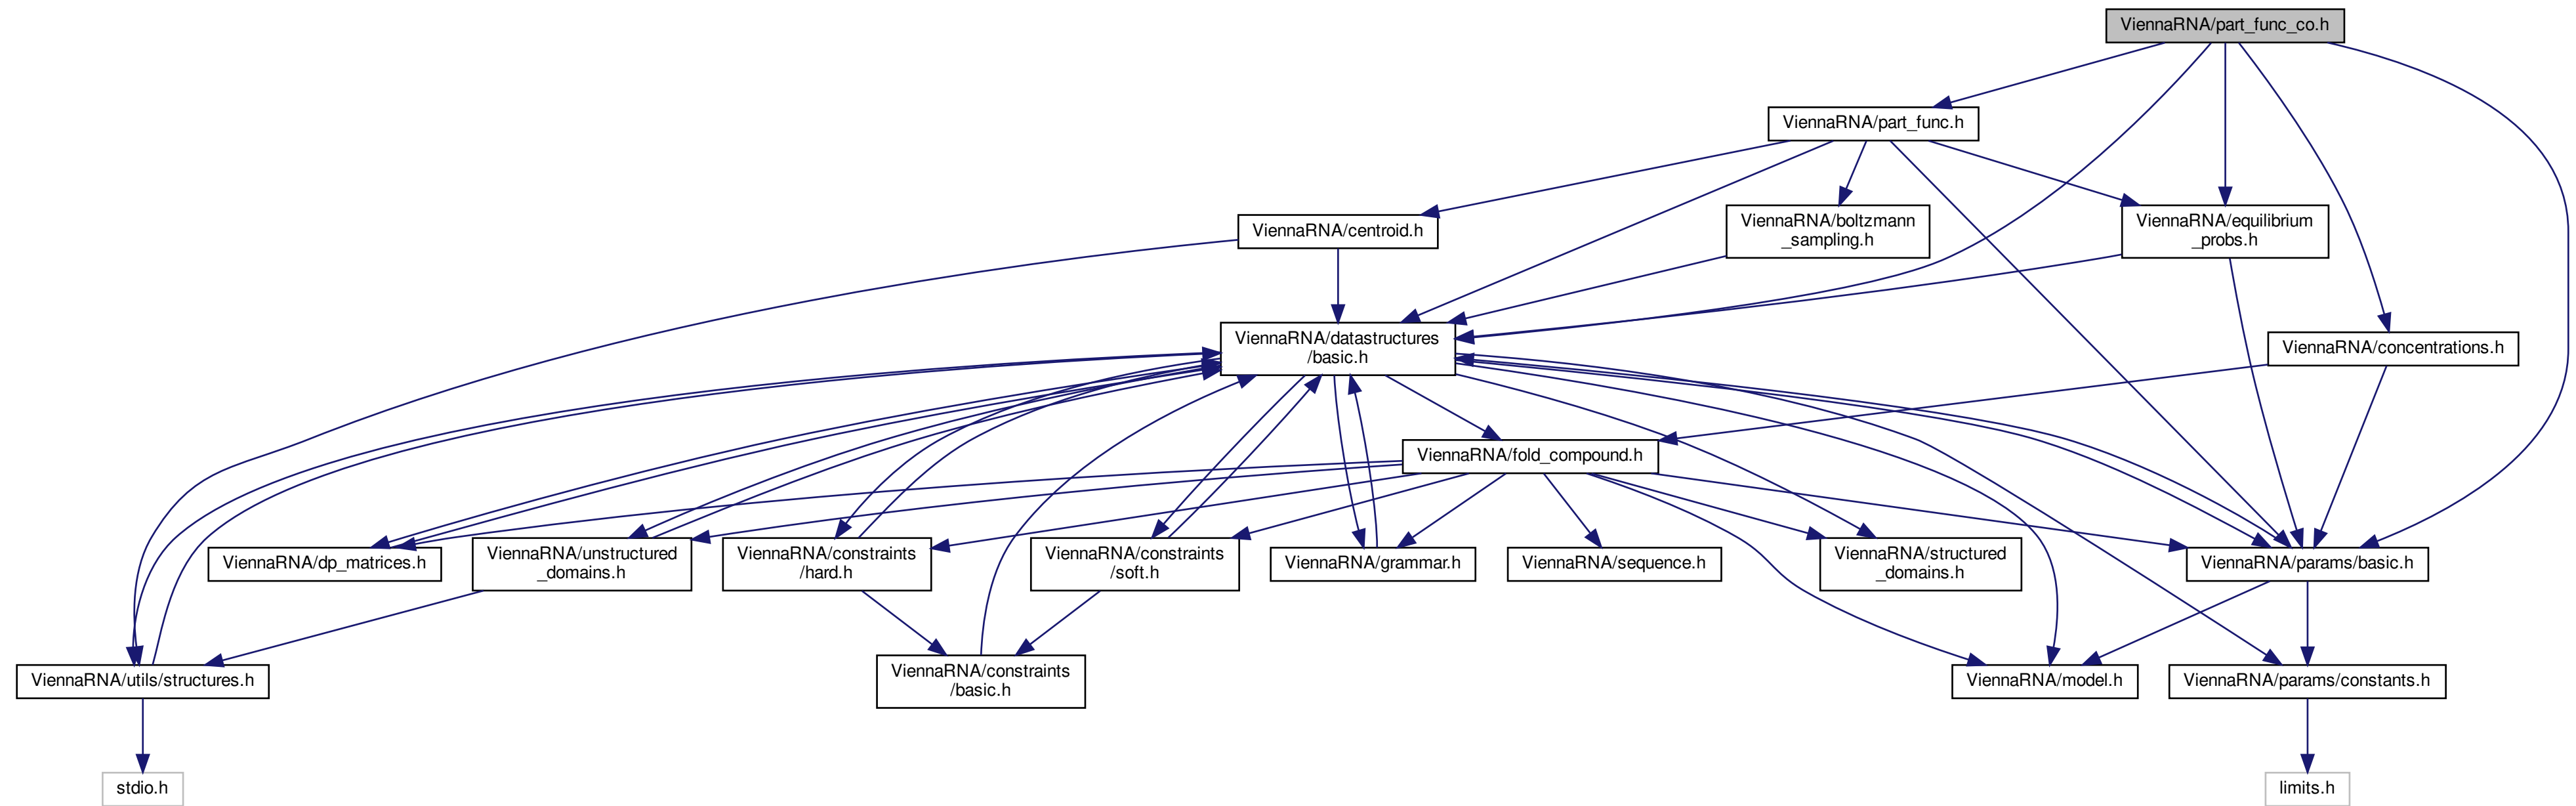 ViennaRNA/part_func_co.h
ViennaRNA/part_func.h
ViennaRNA/centroid.h
ViennaRNA/boltzmann
_sampling.h
ViennaRNA/equilibrium
_probs.h
ViennaRNA/datastructures
/basic.h
ViennaRNA/concentrations.h
ViennaRNA/fold_compound.h
ViennaRNA/dp_matrices.h
ViennaRNA/unstructured
_domains.h
ViennaRNA/constraints
/hard.h
ViennaRNA/constraints
/soft.h
ViennaRNA/grammar.h
ViennaRNA/sequence.h
ViennaRNA/structured
_domains.h
ViennaRNA/params/basic.h
ViennaRNA/utils/structures.h
ViennaRNA/constraints
/basic.h
ViennaRNA/model.h
ViennaRNA/params/constants.h
stdio.h
limits.h